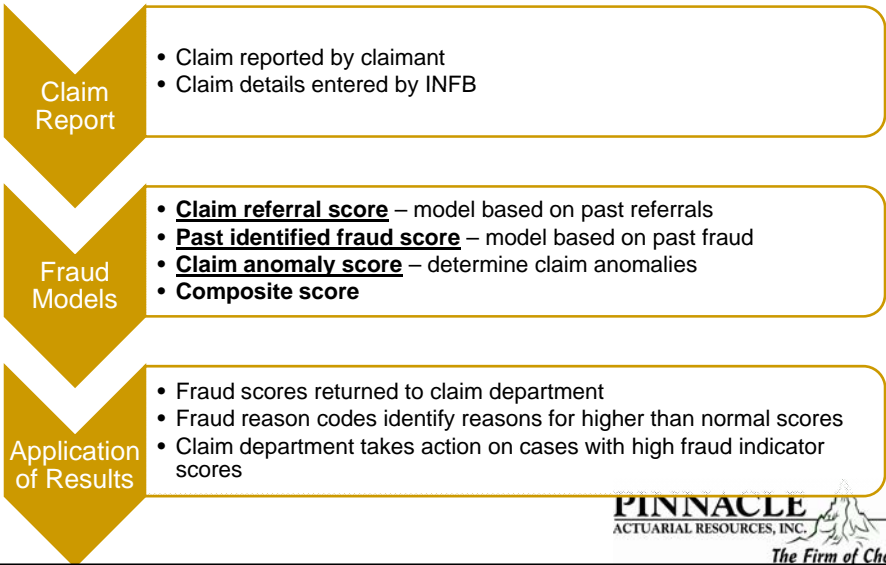 Claim
Report
• Claim reported by claimant
• Claim details entered by INFB
Fraud
Models
• Claim referral score – model based on past referrals
• Past identified fraud score – model based on past fraud
• Claim anomaly score – determine claim anomalies
• Composite score
Application
of Results
• Fraud scores returned to claim department
• Fraud reason codes identify reasons for higher than normal scores
• Claim department takes action on cases with high fraud indicator
scores
PINNACLE
ACTUARIAL RESOURCES, INC.
The Firm of